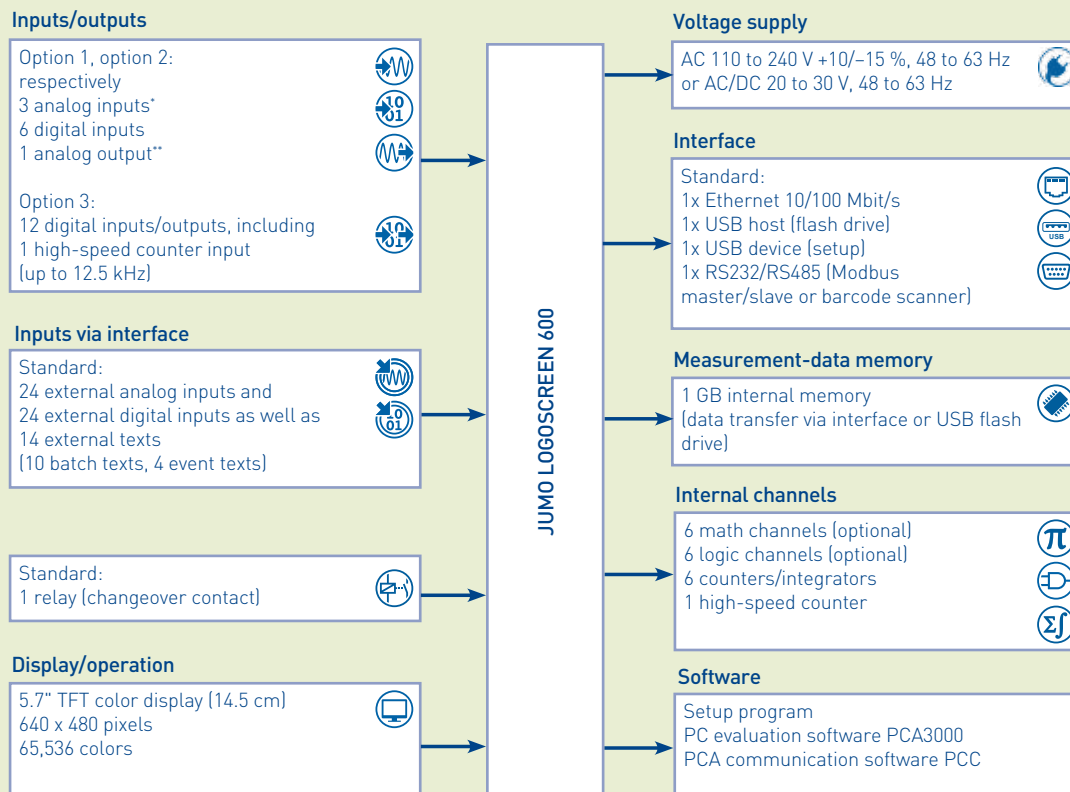 Inputs/outputs
Option 1, option 2:
respectively
3 analog inputs*
6 digital inputs
1 analog output**
Option 3:
12 digital inputs/outputs, including
1 high-speed counter input
(up to 12.5 kHz)
Inputs via interface
Standard:
24 external analog inputs and
24 external digital inputs as well as
14 external texts
(10 batch texts, 4 event texts)
Standard:
1 relay (changeover contact)
Display/operation
5.7" TFT color display (14.5 cm)
640 x 480 pixels
65,536 colors
JUMO LOGOSCREEN 600
Voltage supply
AC 110 to 240 V +10/–15 %, 48 to 63 Hz
or AC/DC 20 to 30 V, 48 to 63 Hz
Interface
Standard:
1x Ethernet 10/100 Mbit/s
1x USB host (flash drive)
1x USB device (setup)
1x RS232/RS485 (Modbus
master/slave or barcode scanner)
USB
Measurement-data memory
1 GB internal memory
(data transfer via interface or USB flash
drive)
Internal channels
6 math channels (optional)
6 logic channels (optional)
6 counters/integrators
1 high-speed counter
π
Σ∫
Software
Setup program
PC evaluation software PCA3000
PCA communication software PCC